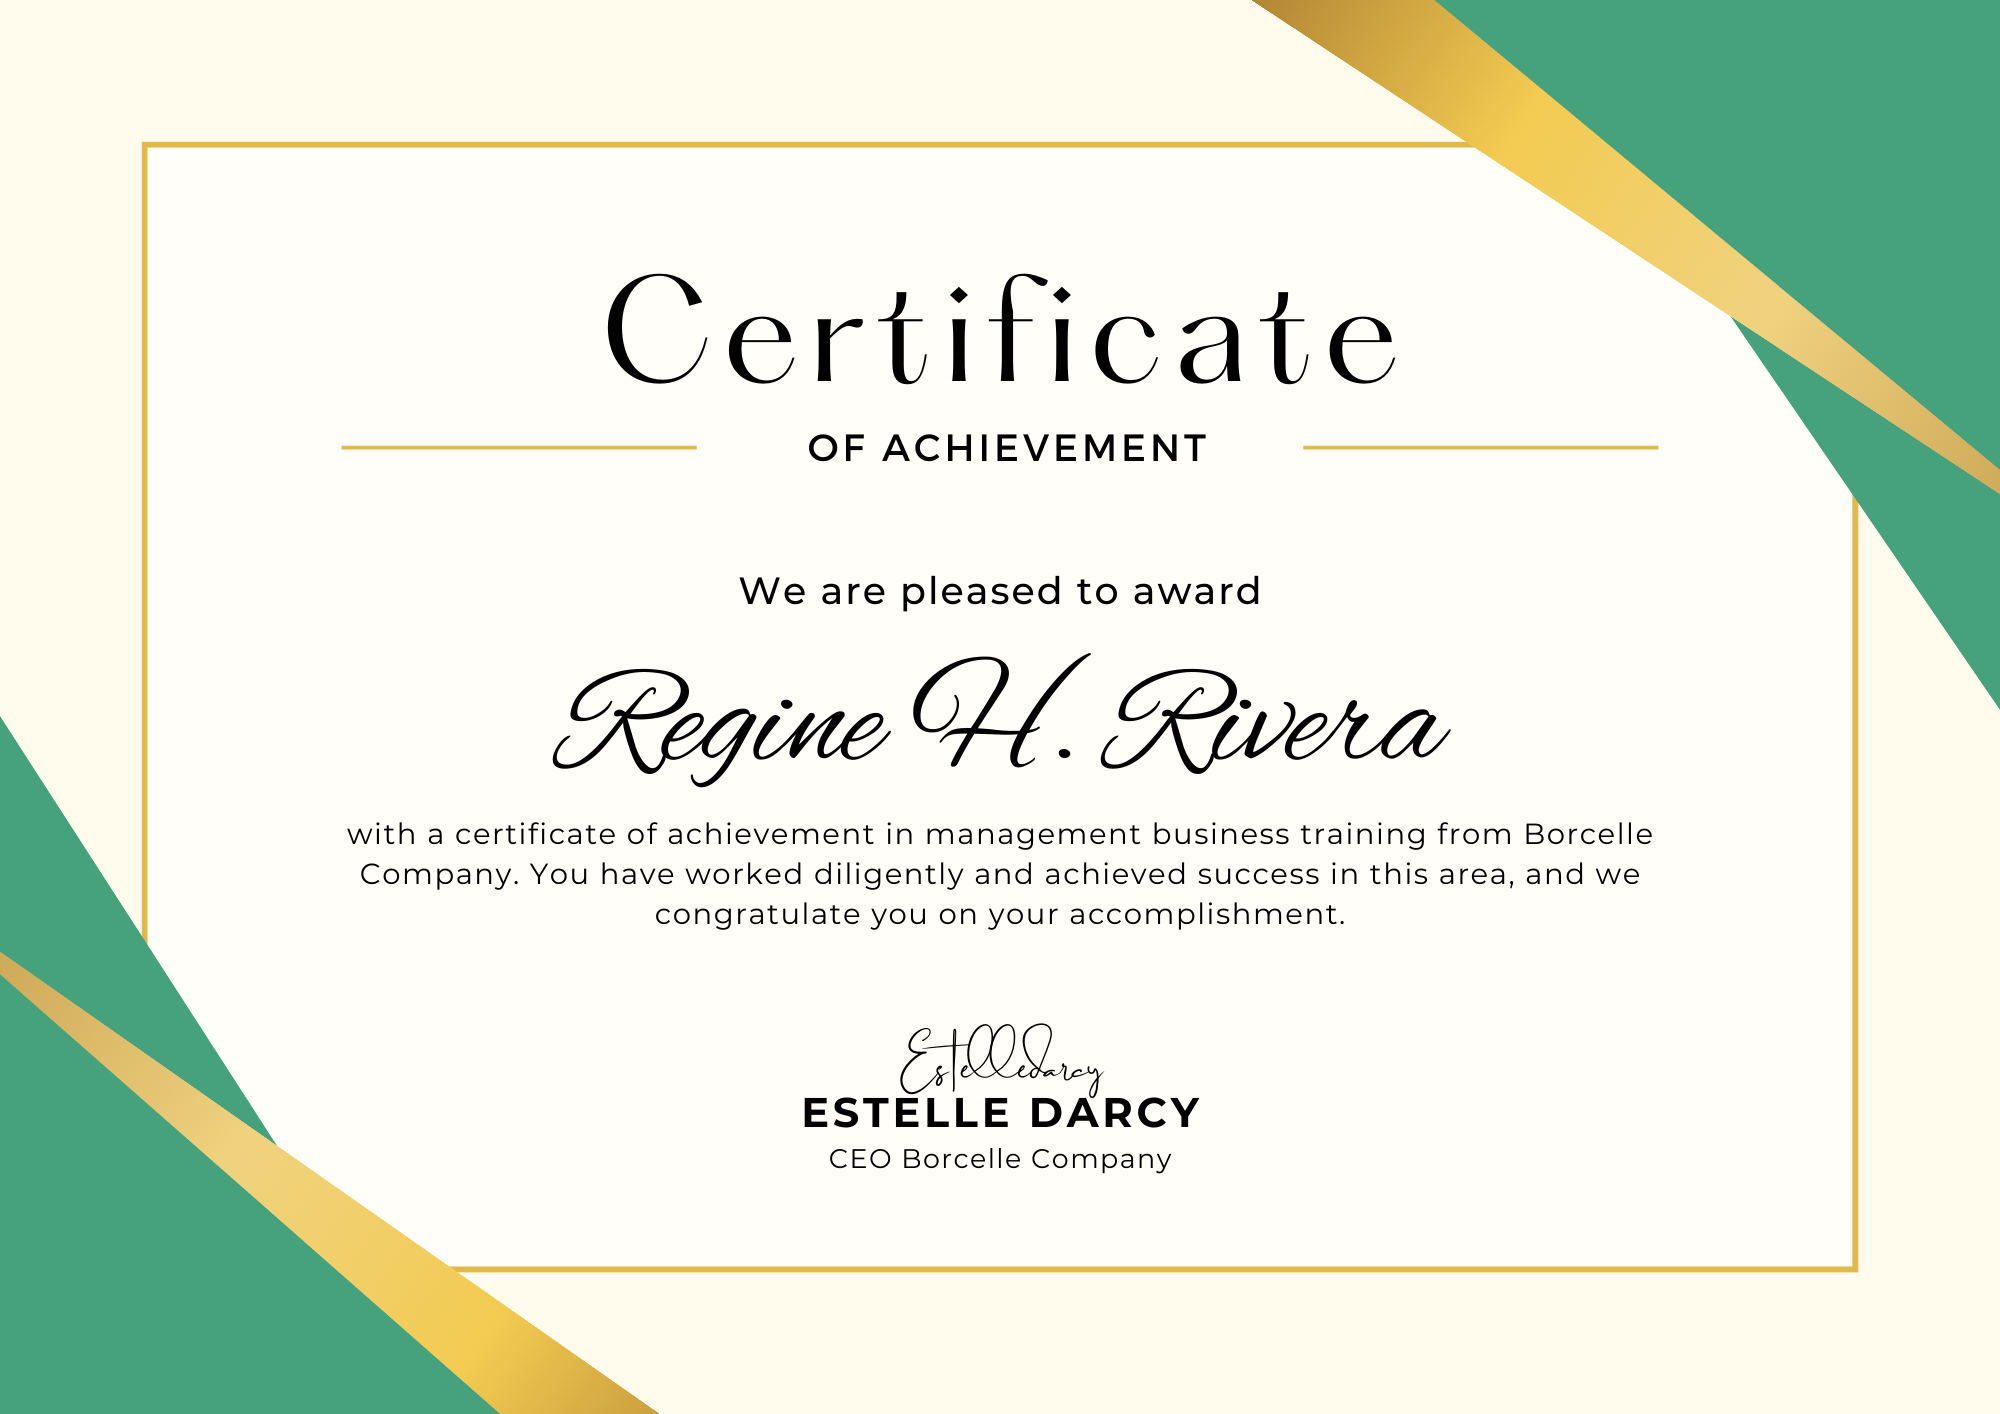 Certificate
OF ACHIEVEMENT
We are pleased to award
Regine H. Rivera
with a certificate of achievement in management business training from Borcelle
Company. You have worked diligently and achieved success in this area, and we
congratulate you on your accomplishment.
Estelledarcy
ESTELLE DARCY
CEO Borcelle Company